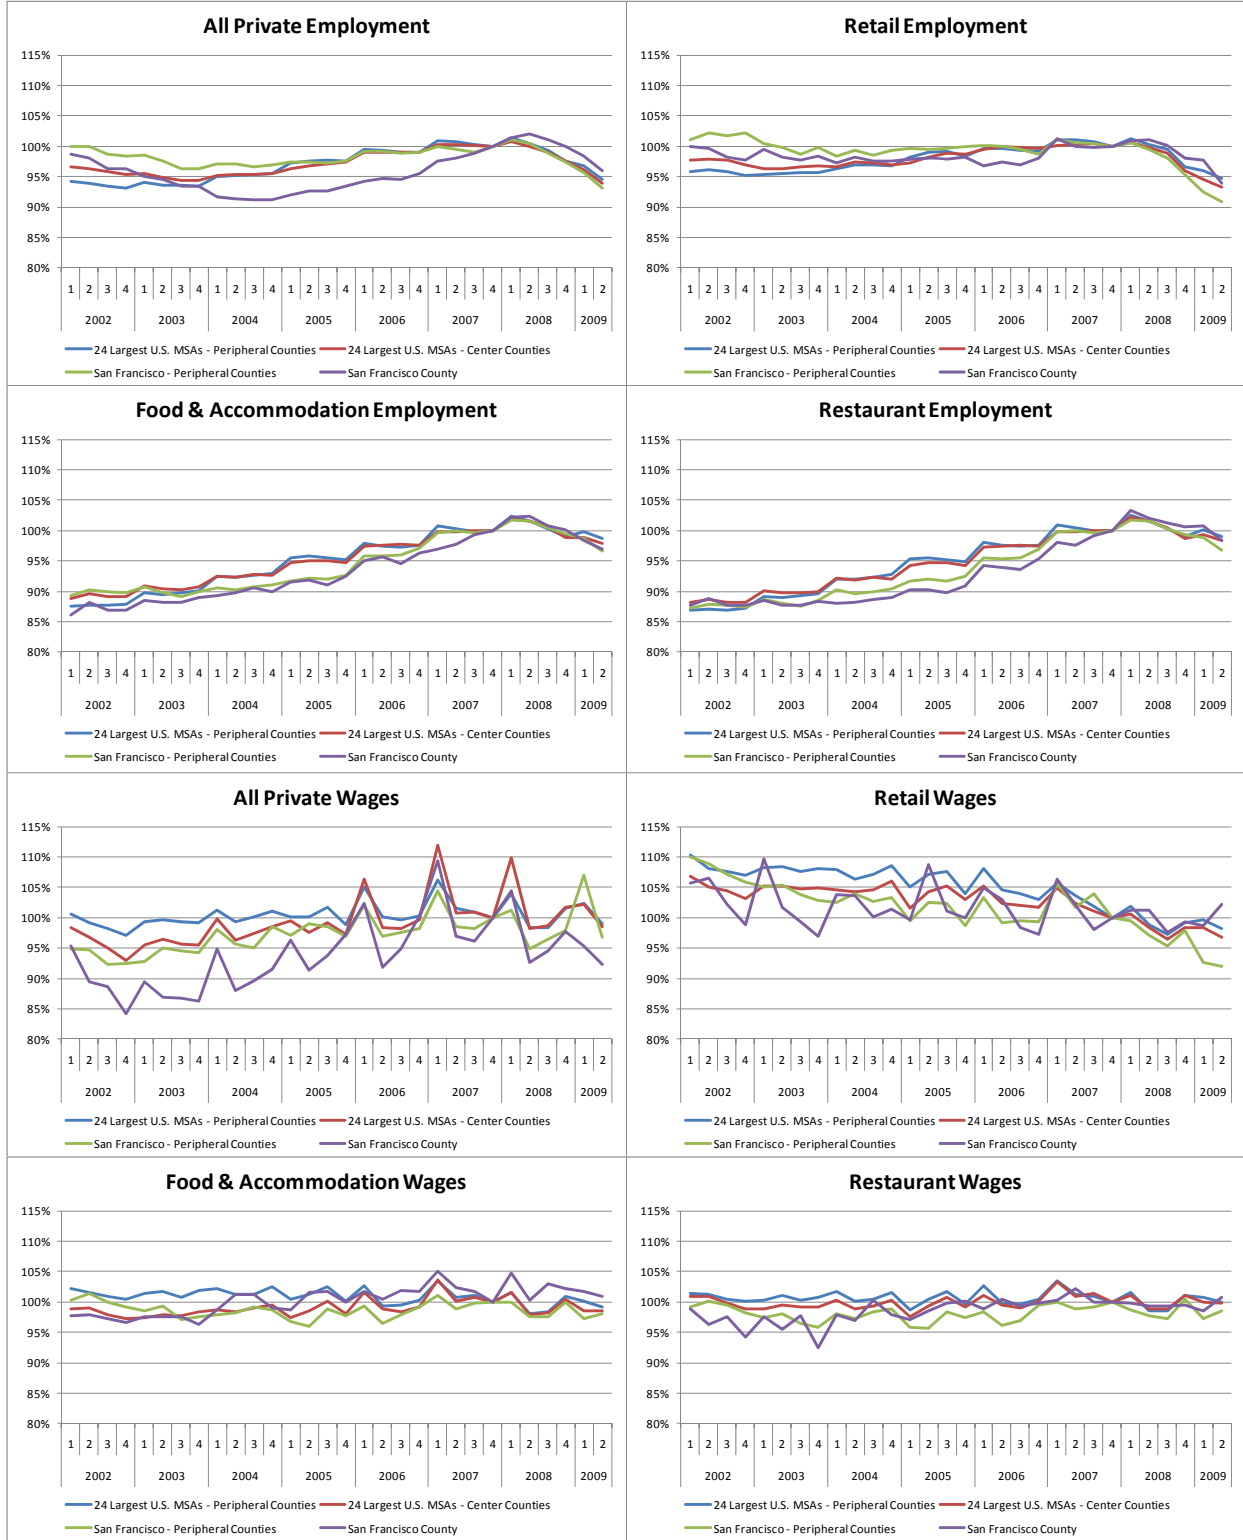 All Private Employment
115%
110%
105%
100%
95%
90%
85%
80%
1 2 3 4 1 2 3 4 1 2 3 4 1 2 3 4 1 2 3 4 1 2 3 4 1 2 3 4 1 2
2002 2003 2004 2005 2006 2007 2008 2009
24 Largest U.S. MSAs - Peripheral Counties 24 Largest U.S. MSAs - Center Counties
San Francisco - Peripheral Counties San Francisco County
Retail Employment
115%
110%
105%
100%
95%
90%
85%
80%
1 2 3 4 1 2 3 4 1 2 3 4 1 2 3 4 1 2 3 4 1 2 3 4 1 2 3 4 1 2
2002 2003 2004 2005 2006 2007 2008 2009
24 Largest U.S. MSAs - Peripheral Counties 24 Largest U.S. MSAs - Center Counties
San Francisco - Peripheral Counties San Francisco County
Food & Accommodation Employment
115%
110%
105%
100%
95%
90%
85%
80%
1 2 3 4 1 2 3 4 1 2 3 4 1 2 3 4 1 2 3 4 1 2 3 4 1 2 3 4 1 2
2002 2003 2004 2005 2006 2007 2008 2009
24 Largest U.S. MSAs - Peripheral Counties 24 Largest U.S. MSAs - Center Counties
San Francisco - Peripheral Counties San Francisco County
Restaurant Employment
115%
110%
105%
100%
95%
90%
85%
80%
1 2 3 4 1 2 3 4 1 2 3 4 1 2 3 4 1 2 3 4 1 2 3 4 1 2 3 4 1 2
2002 2003 2004 2005 2006 2007 2008 2009
24 Largest U.S. MSAs - Peripheral Counties 24 Largest U.S. MSAs - Center Counties
San Francisco - Peripheral Counties San Francisco County
All Private Wages
115%
110%
105%
100%
95%
90%
85%
80%
1 2 3 4 1 2 3 4 1 2 3 4 1 2 3 4 1 2 3 4 1 2 3 4 1 2 3 4 1 2
2002 2003 2004 2005 2006 2007 2008 2009
24 Largest U.S. MSAs - Peripheral Counties 24 Largest U.S. MSAs - Center Counties
San Francisco - Peripheral Counties San Francisco County
Retail Wages
115%
110%
105%
100%
95%
90%
85%
80%
1 2 3 4 1 2 3 4 1 2 3 4 1 2 3 4 1 2 3 4 1 2 3 4 1 2 3 4 1 2
2002 2003 2004 2005 2006 2007 2008 2009
24 Largest U.S. MSAs - Peripheral Counties 24 Largest U.S. MSAs - Center Counties
San Francisco - Peripheral Counties San Francisco County
Food & Accommodation Wages
115%
110%
105%
100%
95%
90%
85%
80%
1 2 3 4 1 2 3 4 1 2 3 4 1 2 3 4 1 2 3 4 1 2 3 4 1 2 3 4 1 2
2002 2003 2004 2005 2006 2007 2008 2009
24 Largest U.S. MSAs - Peripheral Counties 24 Largest U.S. MSAs - Center Counties
San Francisco - Peripheral Counties San Francisco County
Restaurant Wages
115%
110%
105%
100%
95%
90%
85%
80%
1 2 3 4 1 2 3 4 1 2 3 4 1 2 3 4 1 2 3 4 1 2 3 4 1 2 3 4 1 2
2002 2003 2004 2005 2006 2007 2008 2009
24 Largest U.S. MSAs - Peripheral Counties 24 Largest U.S. MSAs - Center Counties
San Francisco - Peripheral Counties San Francisco County